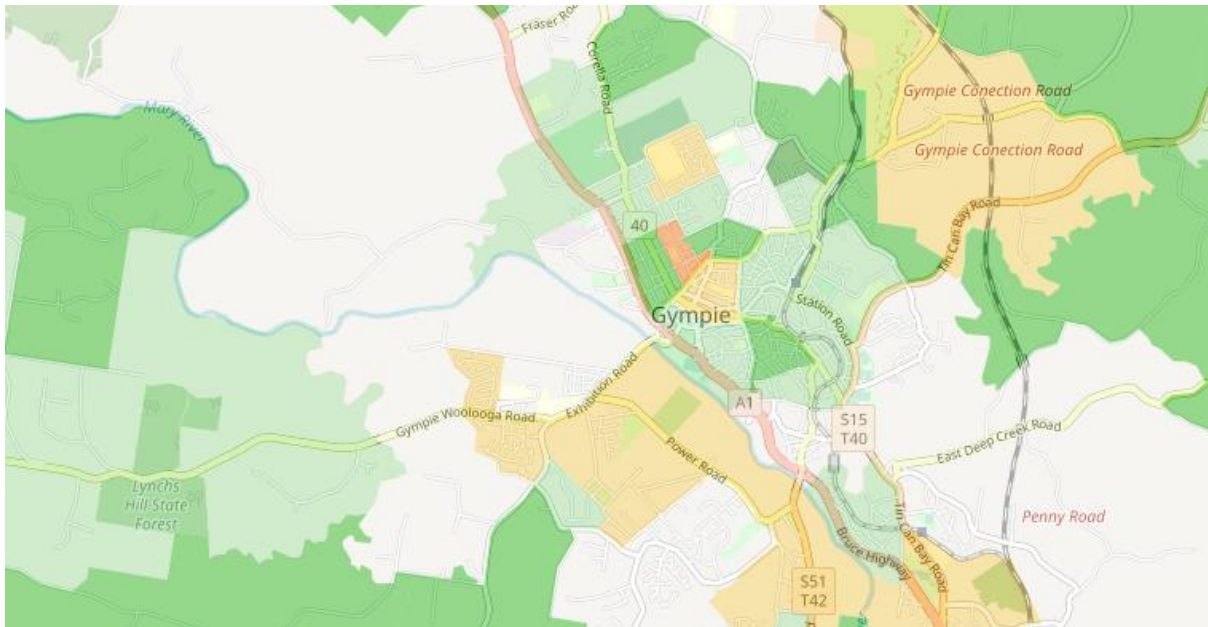 Fraser Roa
Corella Road
Mary River
Gympie Conection Road
Gympie Conection Road
Tin Can Bay Road
40
Station Road
Gympie
Exhibition Road
A1
Gympie Woolooga Road
S15
T40
Power Road
East Deep Creek Road
Lynchs
Hill State
Forest
Tin Can Bay Road
Penny Road
Bruce Highway
S51
T42